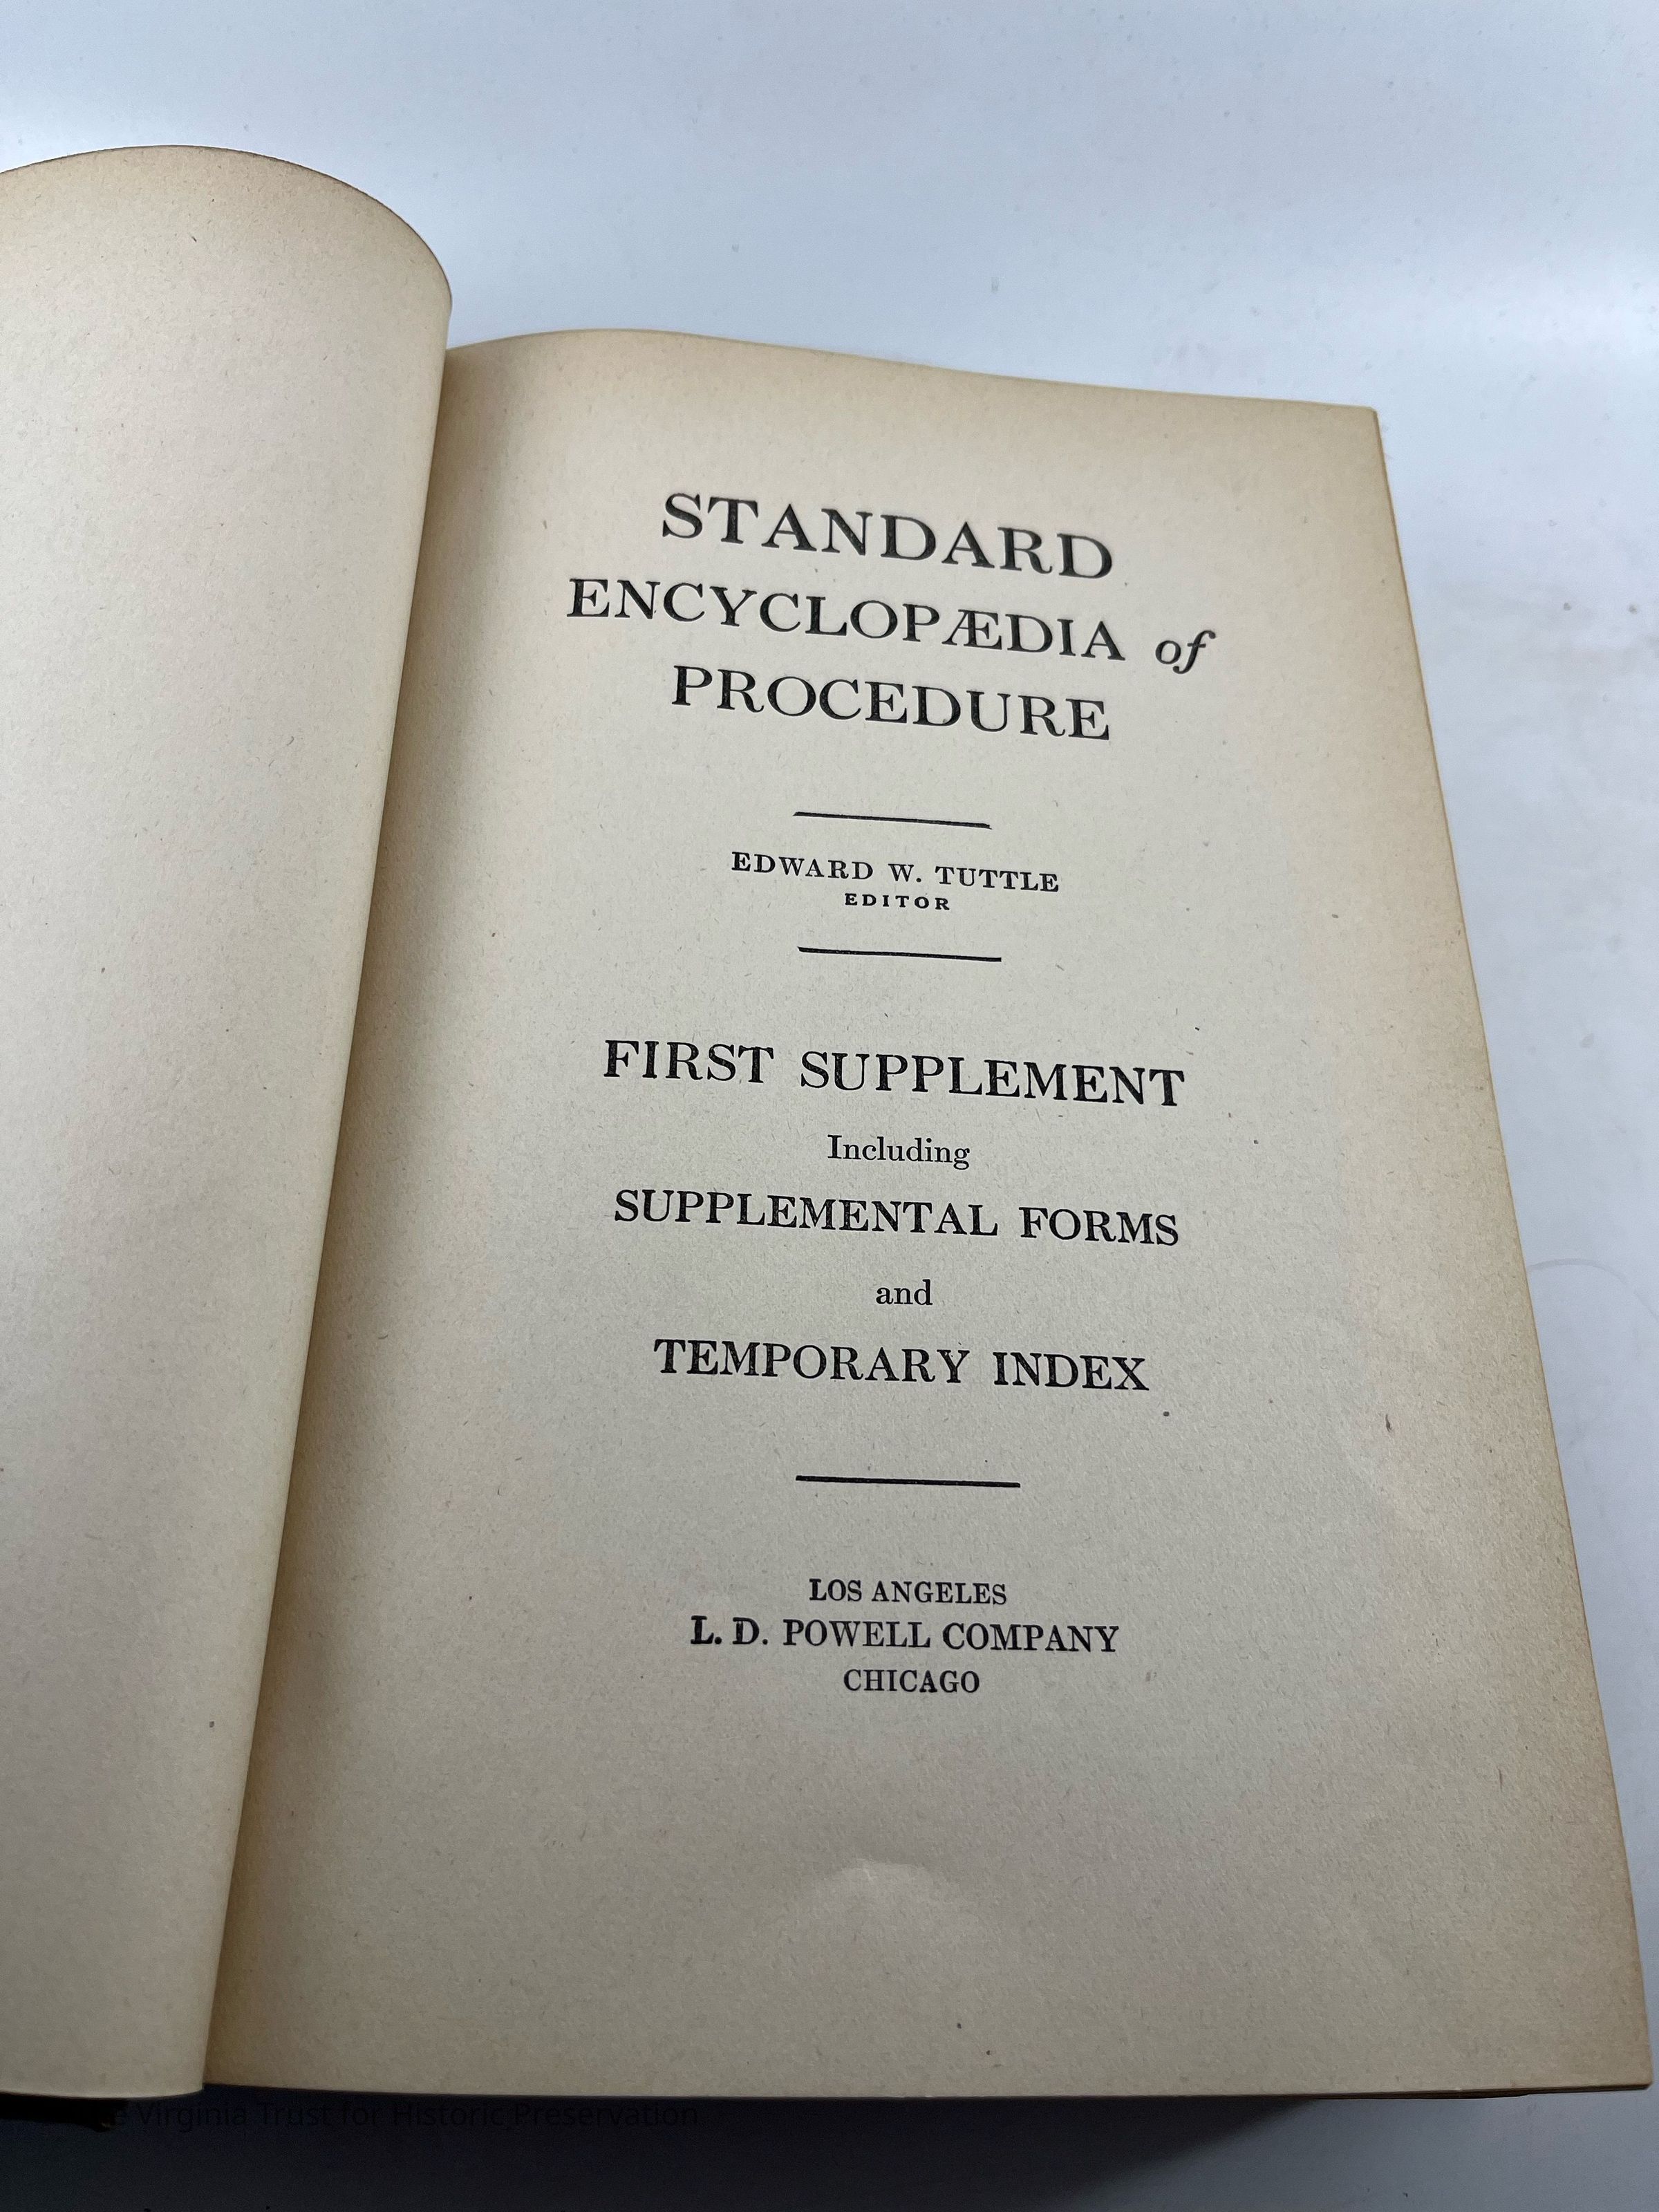 STANDARD
ENCYCLOPÆDIA of
PROCEDURE
EDWARD W. TUTTLE
EDITOR
FIRST SUPPLEMENT
Including
SUPPLEMENTAL FORMS
and
TEMPORARY INDEX
LOS ANGELES
L. D. POWELL COMPANY
CHICAGO
Virginia Trust for Historic Preservation